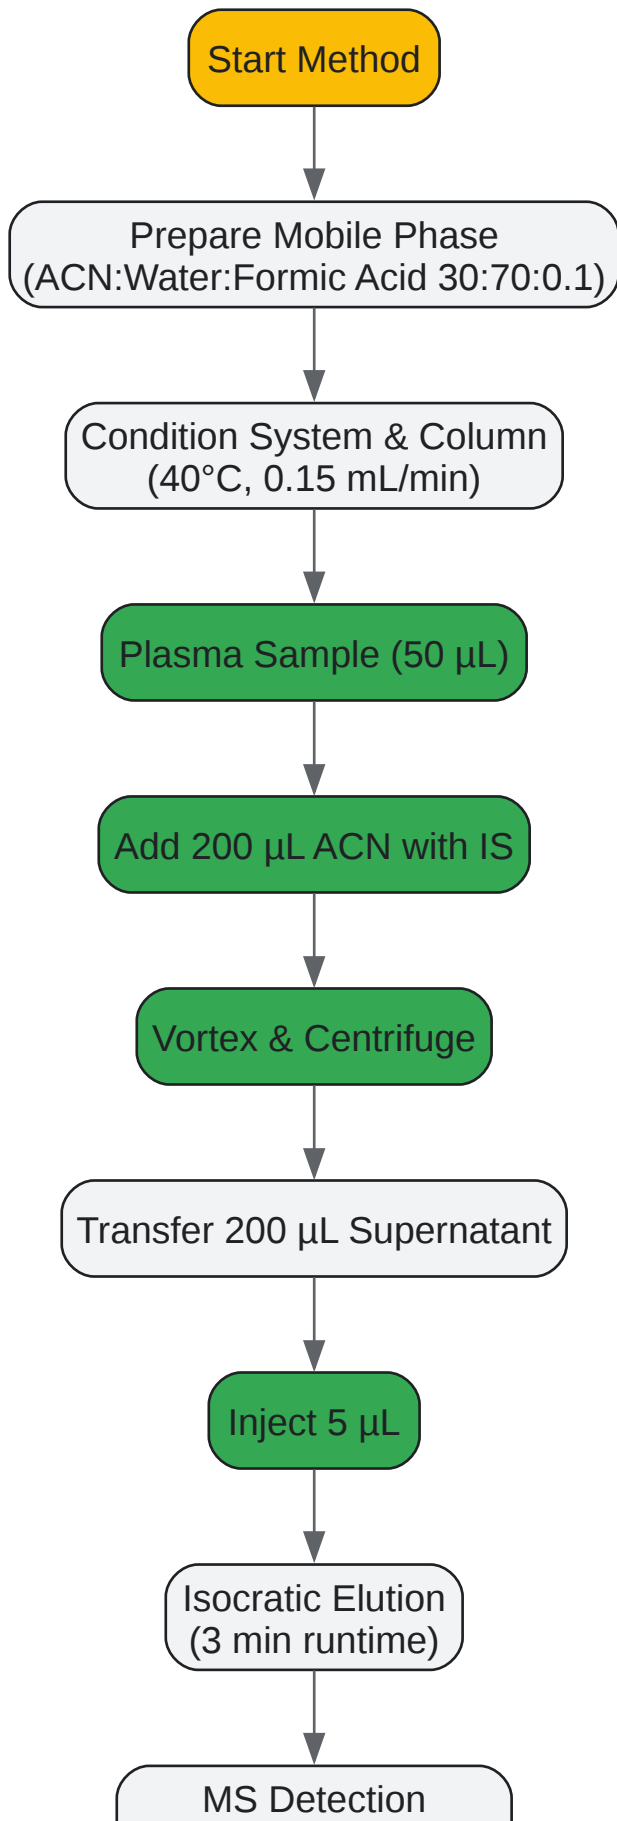 Start Method
Prepare Mobile Phase
(ACN:Water:Formic Acid 30:70:0.1)
Condition System & Column
(40°C, 0.15 mL/min)
Plasma Sample (50 µL)
Add 200 µL ACN with IS
Vortex & Centrifuge
Transfer 200 µL Supernatant
Inject 5 µL
Isocratic Elution
(3 min runtime)
MS Detection